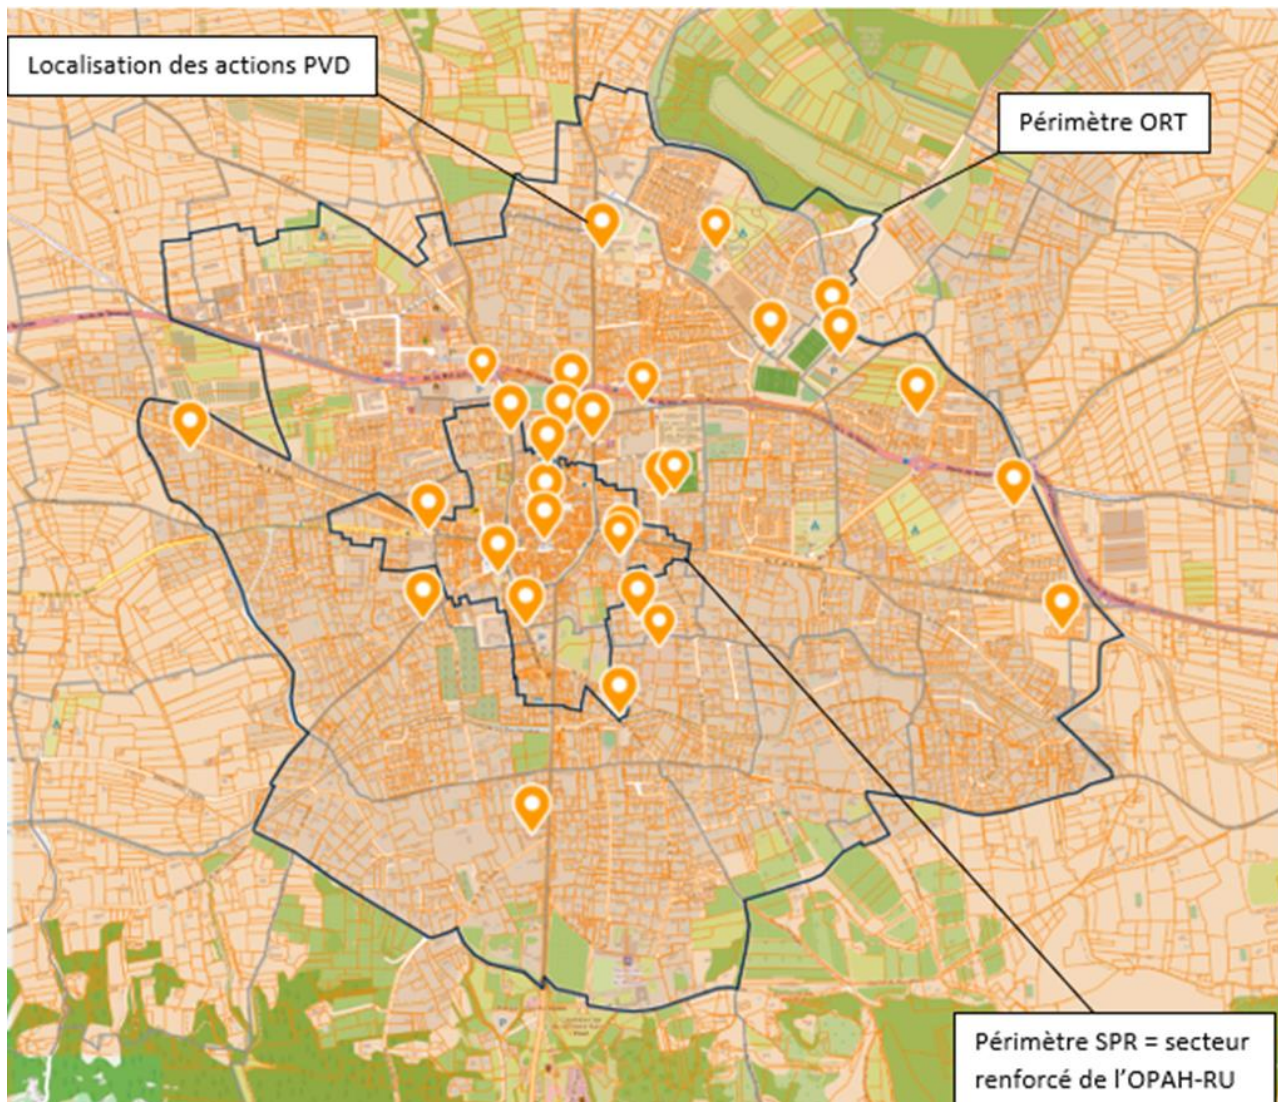 Localisation des actions PVD
Périmètre ORT
Périmètre SPR = secteur
renforcé de l'OPAH-RU